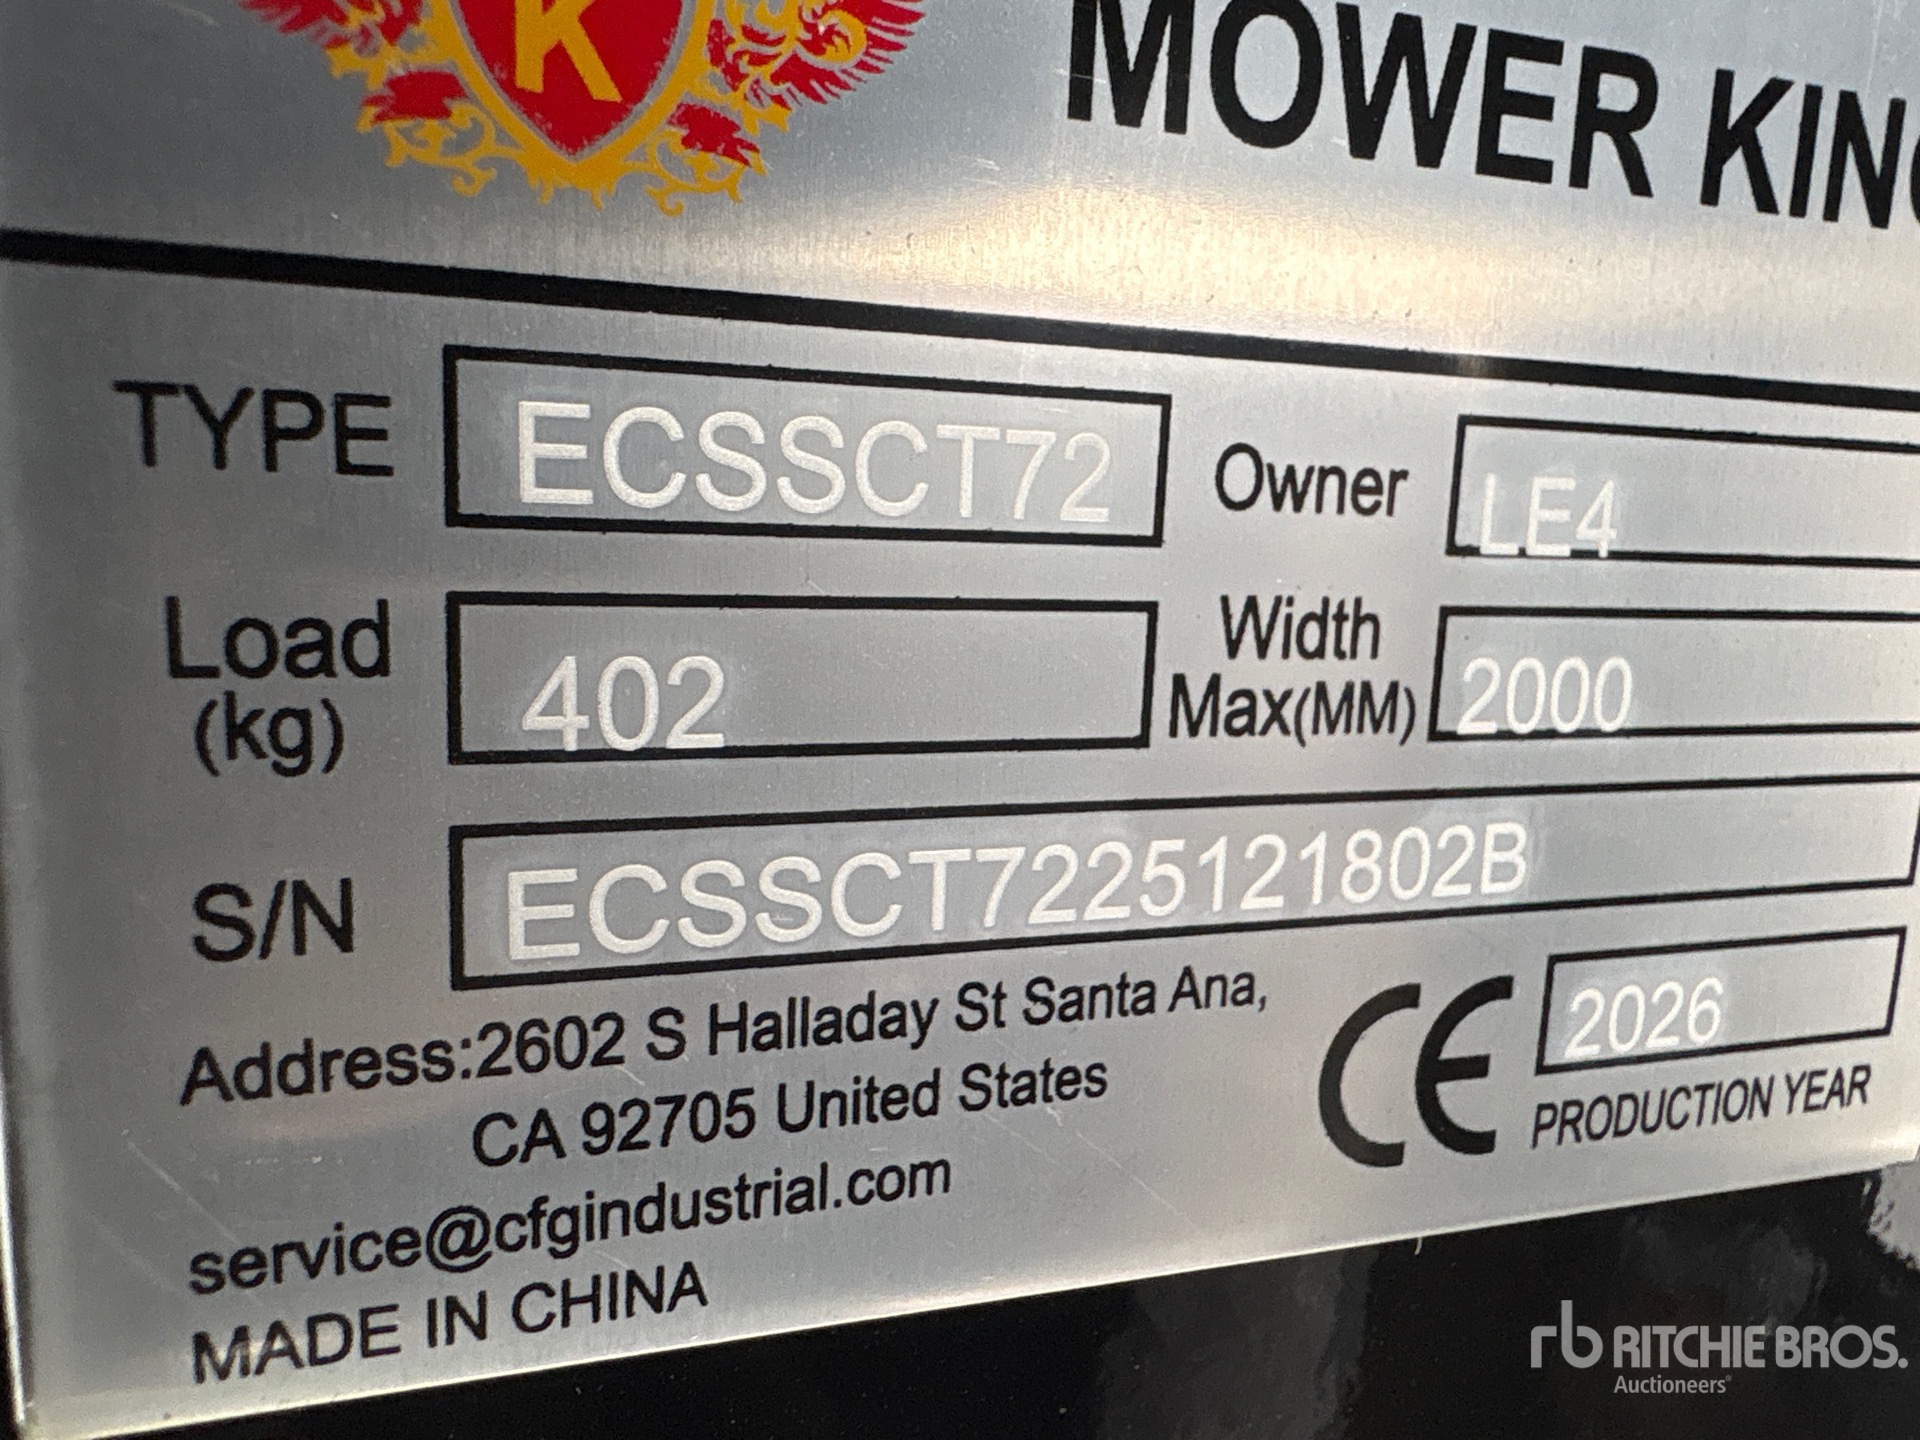 K
MOWER KIN
TYPE ECSSCT72 Owner LE4
Load (kg) 402 Width Max(MM) 2000
S/N ECSSCT7225121802B
Address:2602 S Halladay St Santa Ana,
CA 92705 United States
CE 2026
PRODUCTION YEAR
service@cfgindustrial.com
MADE IN CHINA
rb RITCHIE BROS.
Auctioneers